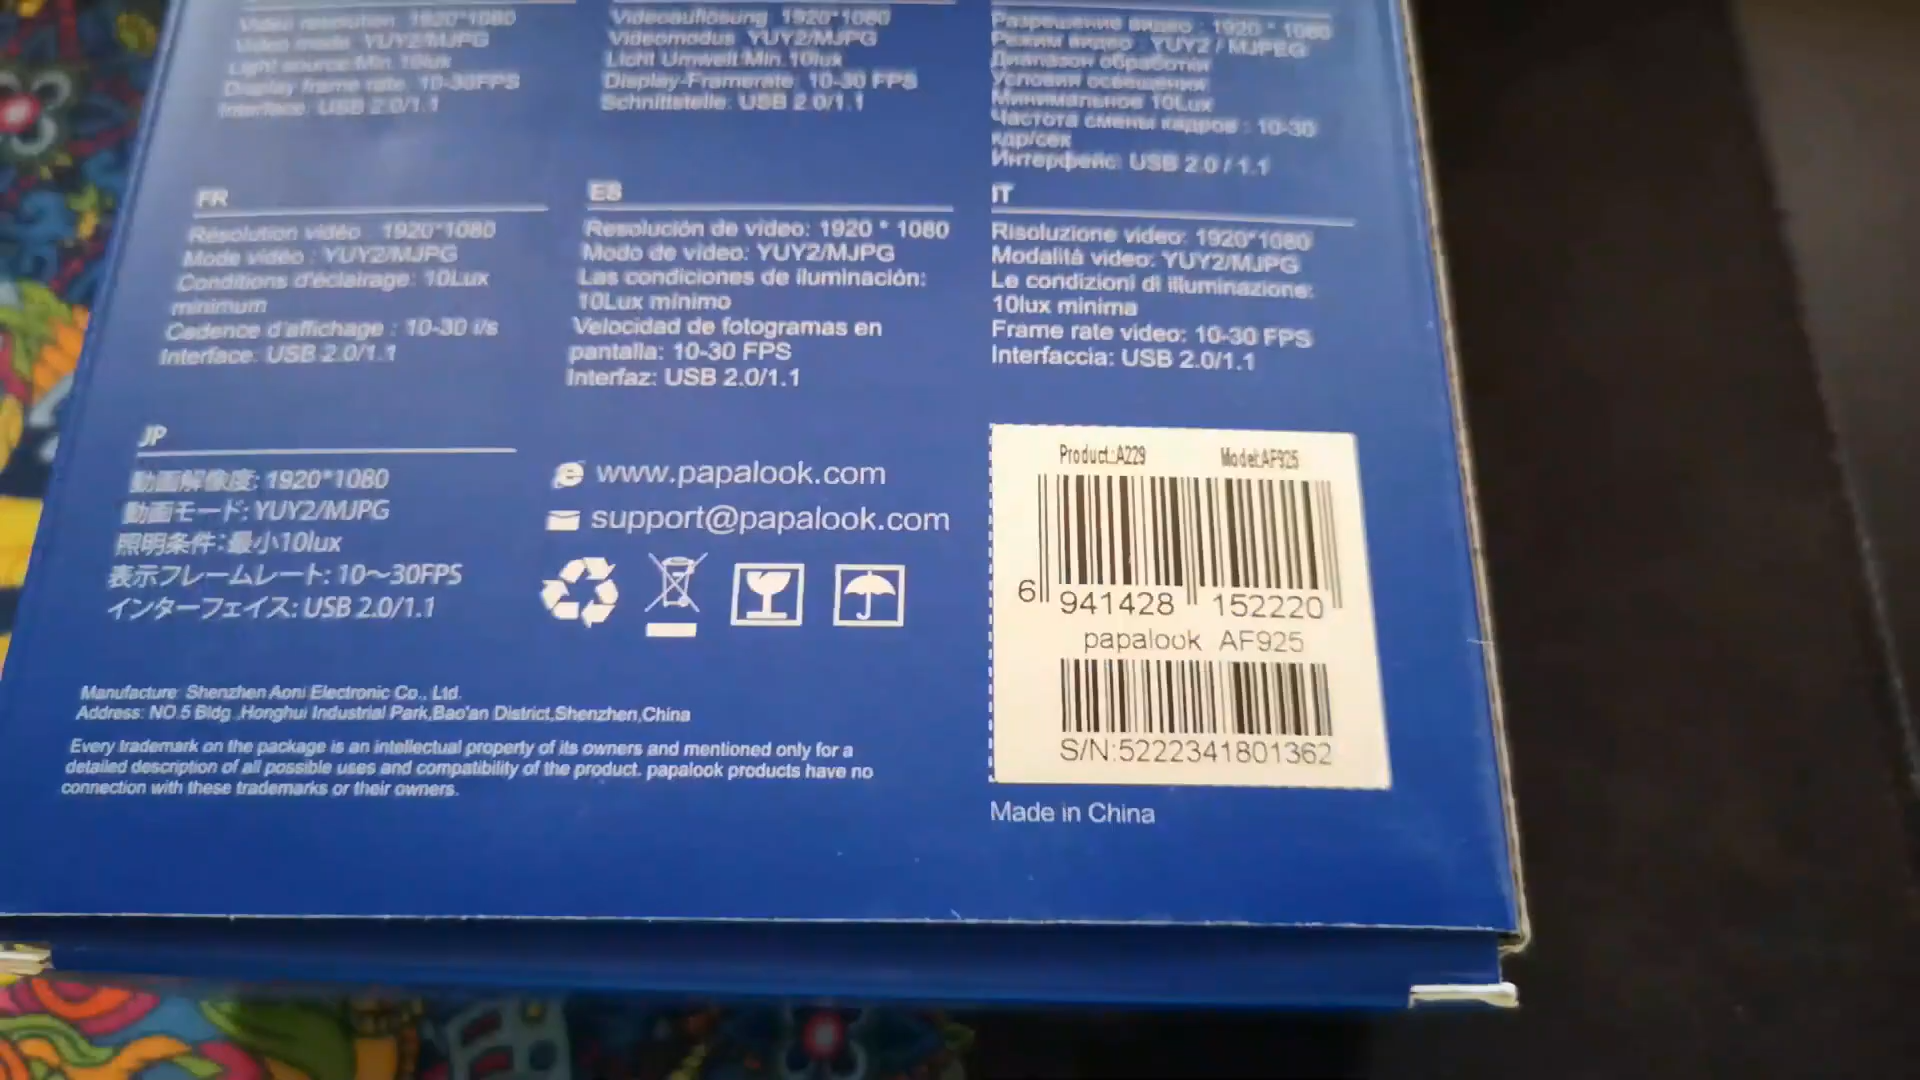 Video resolution: 1920*1080
Video mode: YUY2/MJPG
Light source:Min.10lux
Display frame rate: 10-30FPS
Interface: USB 2.0/1.1
Videoauflösung: 1920*1080
Videomodus: YUY2/MJPG
Licht Umwelt:Min.10lux
Display-Framerate: 10-30 FPS
Schnittstelle: USB 2.0/1.1
Разрешение видео : 1920 * 1080
Режим видео : YUY2 / MJPEG
Диапазон обработки
Условия освещения
Минимальное 10Lux
Частота смены кадров : 10-30
кдр/сек
Интерфейс: USB 2.0 / 1.1
FR
Résolution vidéo : 1920*1080
Mode vidéo : YUY2/MJPG
Conditions d'éclairage: 10Lux
minimum
Cadence d'affichage : 10-30 i/s
Interface: USB 2.0/1.1
ES
Resolución de vídeo: 1920 * 1080
Modo de vídeo: YUY2/MJPG
Las condiciones de iluminación:
10Lux mínimo
Velocidad de fotogramas en
pantalla: 10-30 FPS
Interfaz: USB 2.0/1.1
IT
Risoluzione video: 1920*1080
Modalitá video: YUY2/MJPG
Le condizioni di illuminazione:
10lux minima
Frame rate video: 10-30 FPS
Interfaccia: USB 2.0/1.1
JP
動画解像度: 1920*1080
動画モード: YUY2/MJPG
照明条件:最小10lux
表示フレームレート: 10～30FPS
インターフェイス: USB 2.0/1.1
www.papalook.com
support@papalook.com
Product:A229 Model:AF925
6 941428 152220
papalook AF925
S/N:5222341801362
Made in China
Manufacture: Shenzhen Aoni Electronic Co., Ltd.
Address: NO.5 Bldg ,Honghui Industrial Park,Bao'an District,Shenzhen,China
Every trademark on the package is an intellectual property of its owners and mentioned only for a
detailed description of all possible uses and compatibility of the product. papalook products have no
connection with these trademarks or their owners.